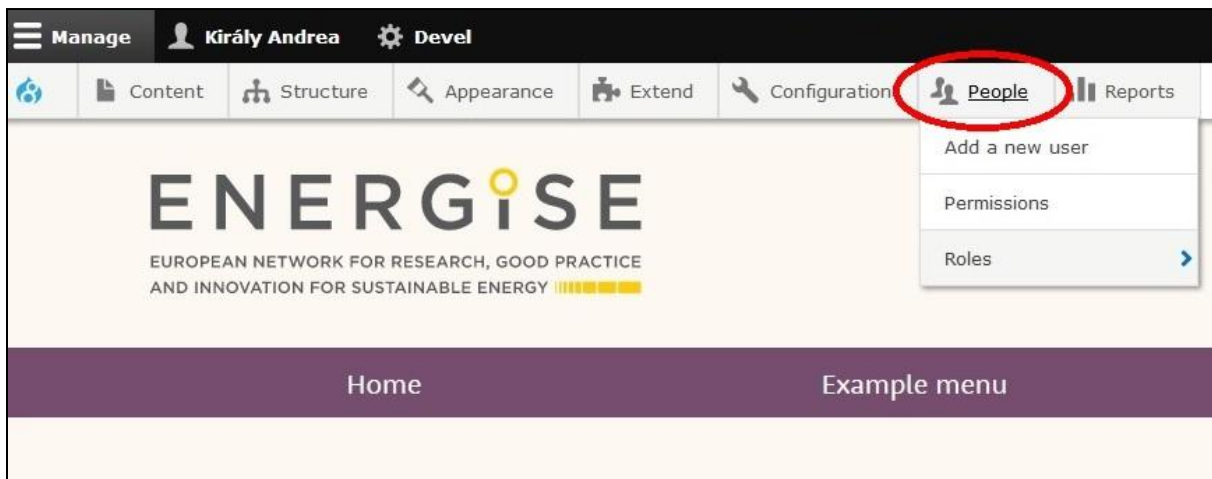 Manage Király Andrea Devel
Content Structure Appearance Extend Configuration People Reports
Add a new user
Permissions
Roles
ENERGISE
EUROPEAN NETWORK FOR RESEARCH, GOOD PRACTICE
AND INNOVATION FOR SUSTAINABLE ENERGY
Home Example menu